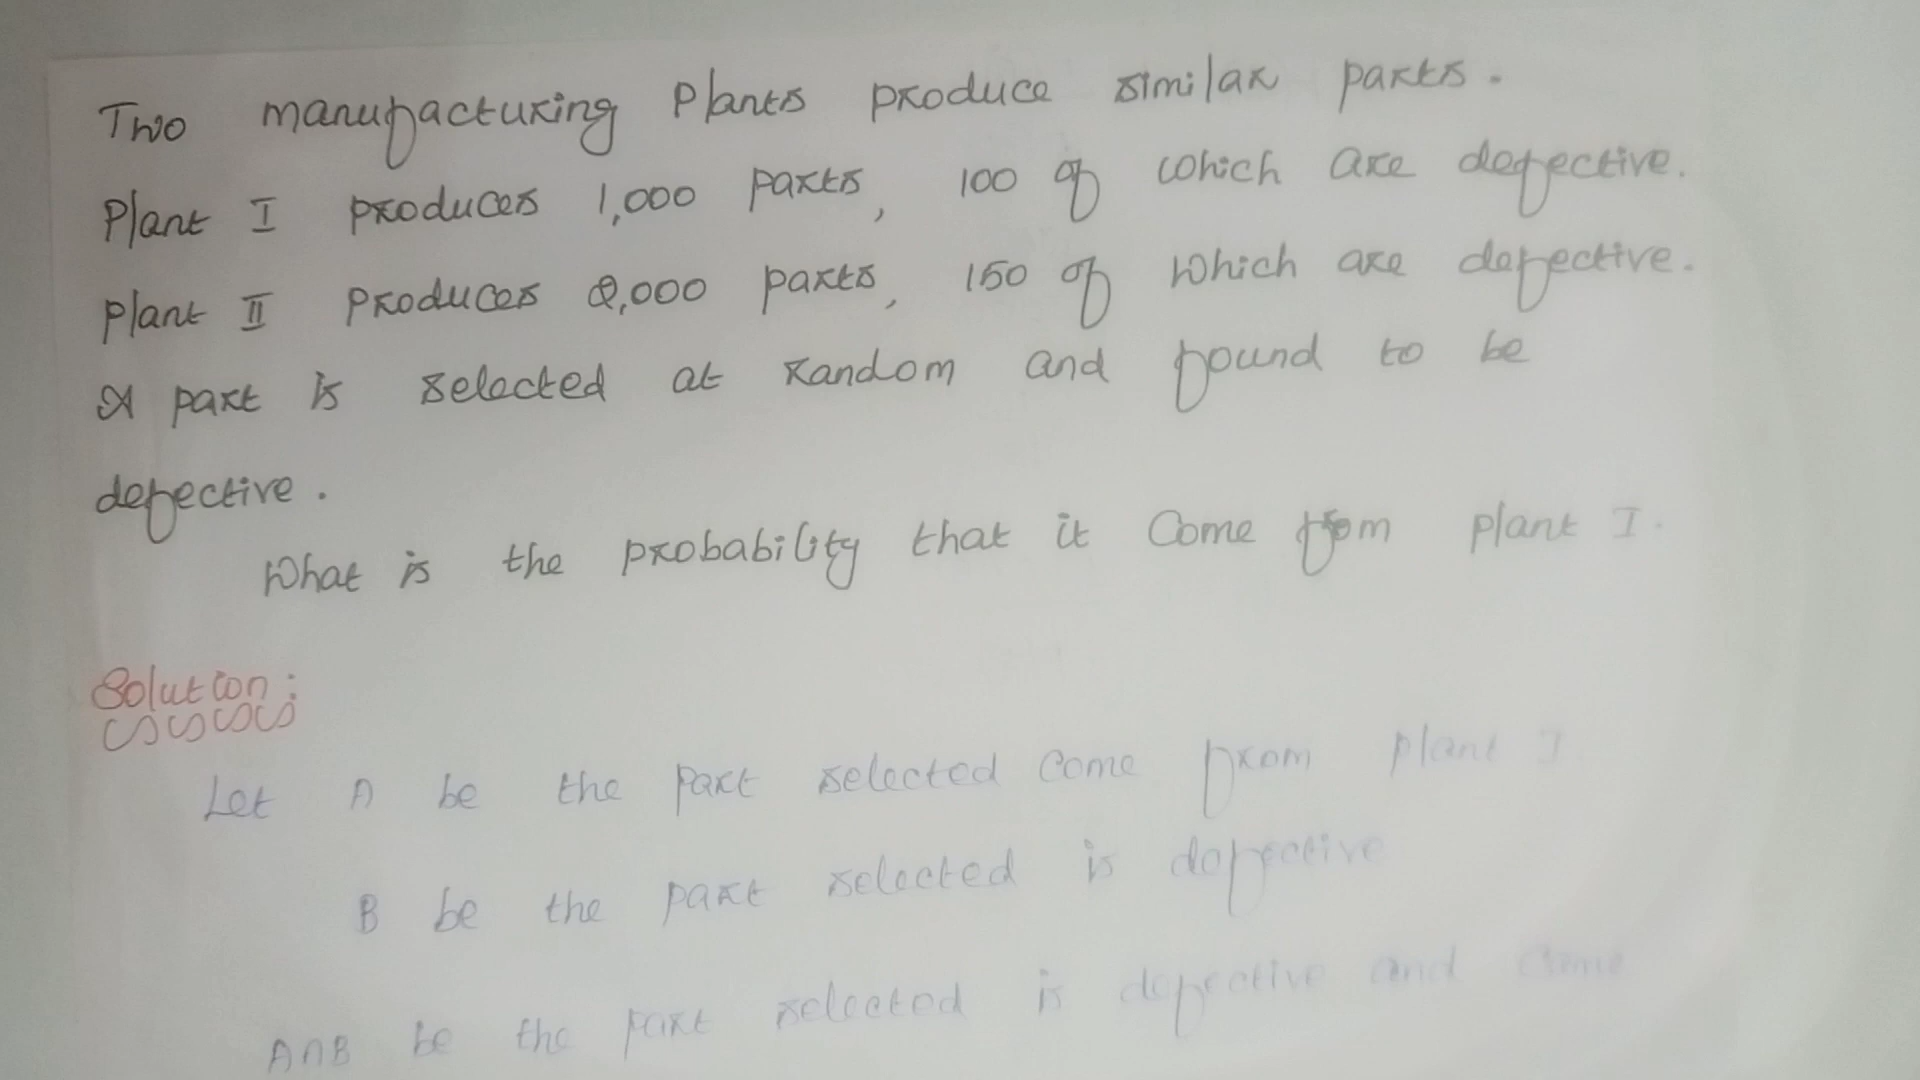 Two manufacturing Plants produce similar parts.
Plant I produces 1,000 parts, 100 of which are defective.
Plant II Produces 2,000 parts, 150 of which are defective.
A part is selected at random and found to be
defective.
What is the probability that it Come from plant I.
Solution:
Let A be the part selected Come from plant I
B be the part selected is defective
A∩B be the part selected is defective and Come